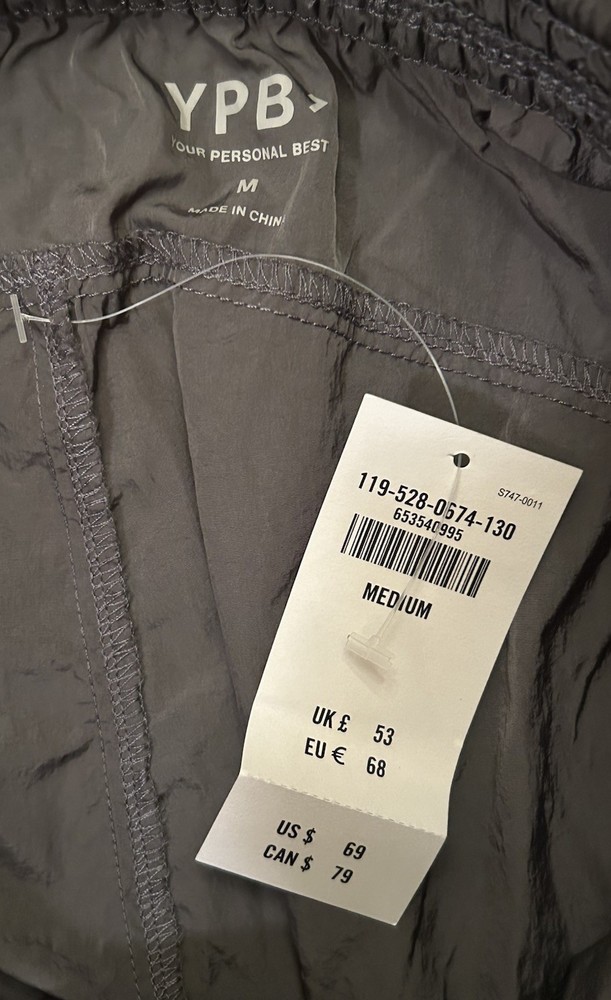 YPB >
YOUR PERSONAL BEST
M
MADE IN CHINA
S747-0011
119-528-0674-130
653540995
MEDIUM
UK £ 53
EU € 68
US $ 69
CAN $ 79